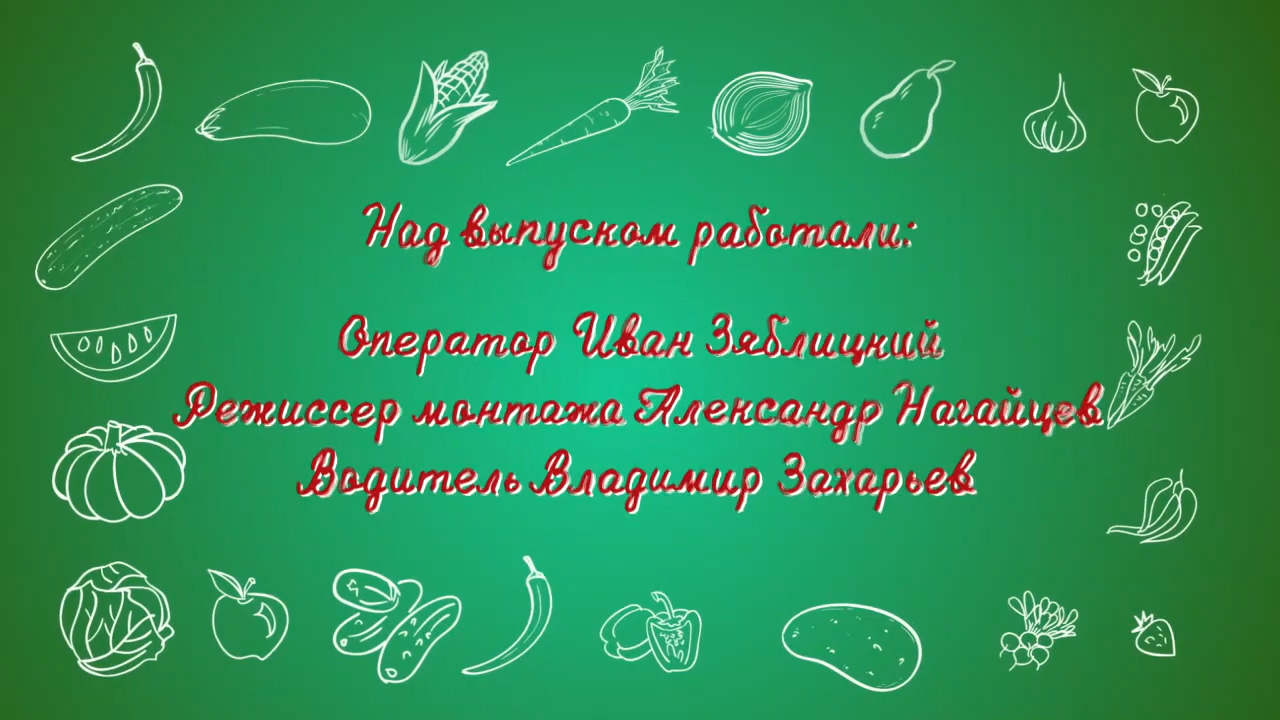 Над выпуском работали:
Оператор Иван Зяблицкий
Режиссер монтажа Александр Нагайцев
Водитель Владимир Захарьев